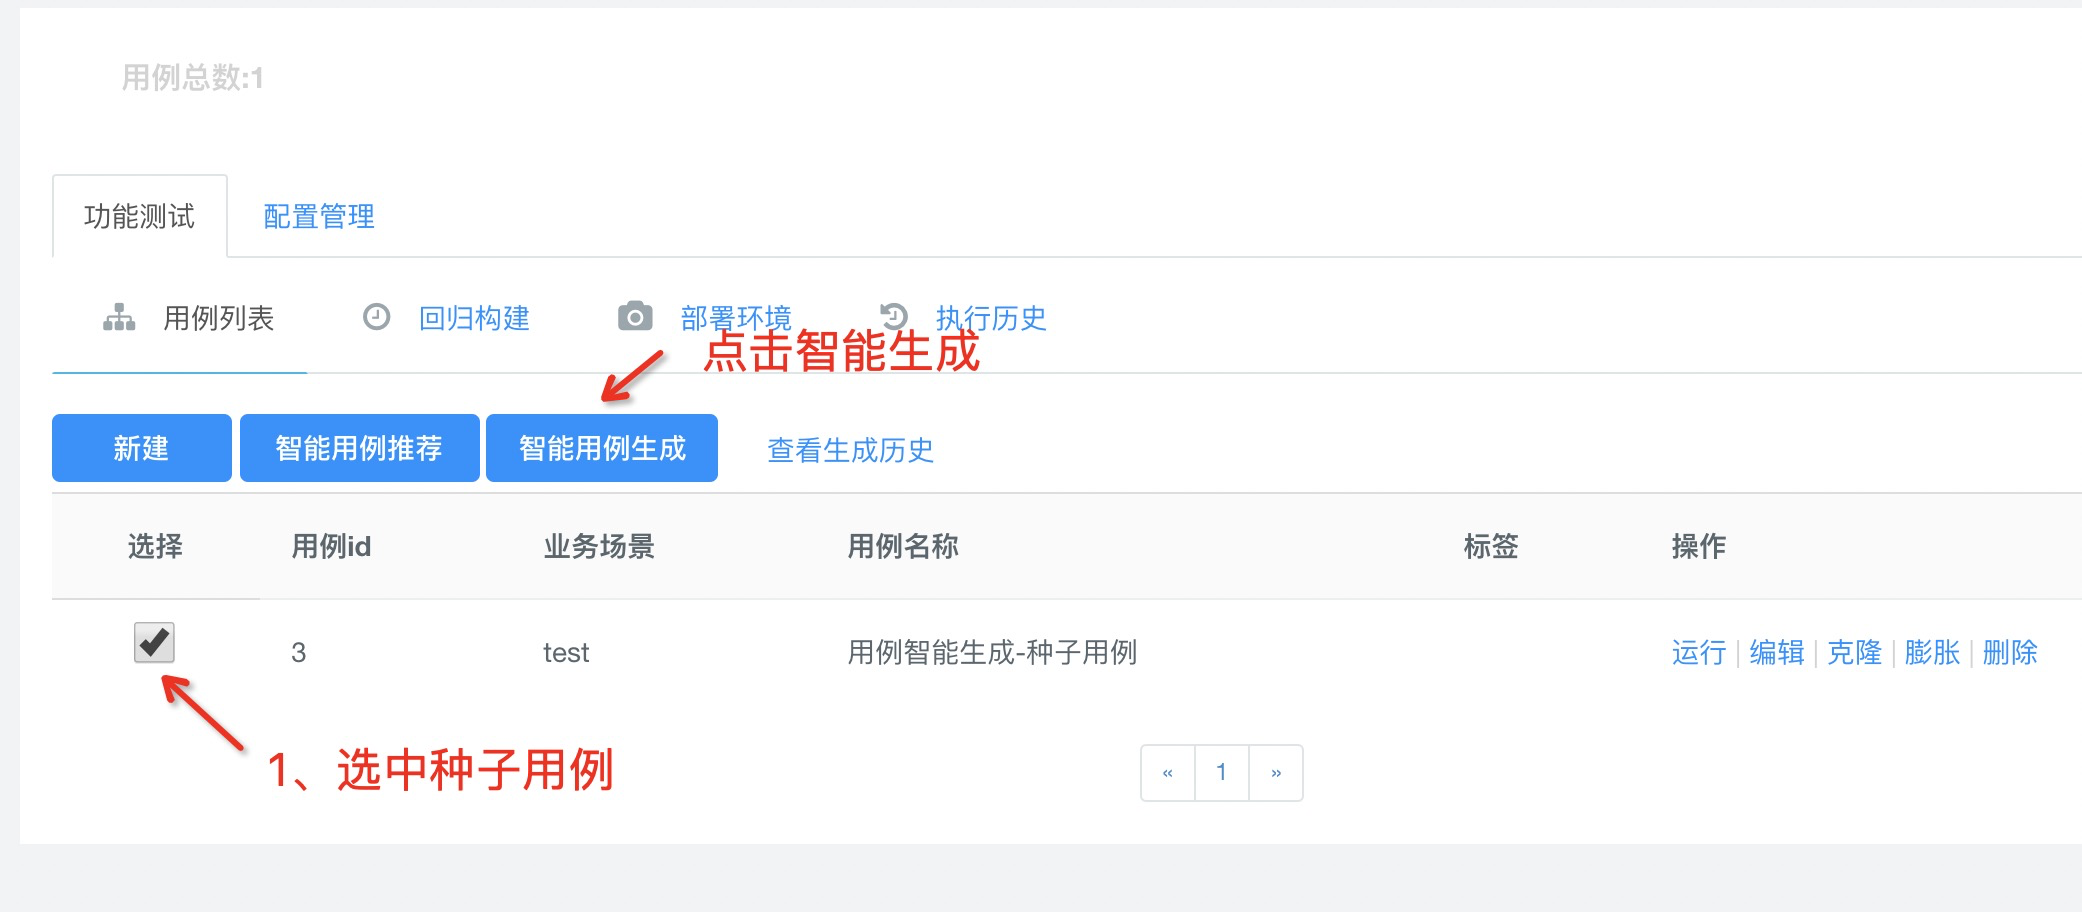 用例总数:1
功能测试 配置管理
用例列表 回归构建 部署环境 执行历史
点击智能生成
新建 智能用例推荐 智能用例生成 查看生成历史
选择 用例id 业务场景 用例名称 标签 操作
3 test 用例智能生成-种子用例 运行 | 编辑 | 克隆 | 膨胀 | 删除
1、选中种子用例
« 1 »